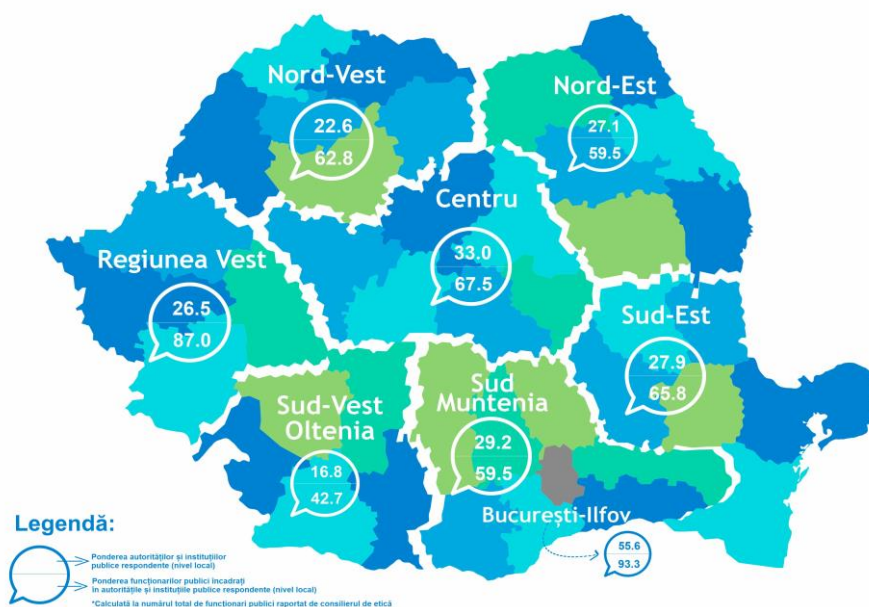 Nord-Vest
22.6
62.8
Nord-Est
27.1
59.5
Centru
33.0
67.5
Regiunea Vest
26.5
87.0
Sud-Est
27.9
65.8
Sud-Vest
Oltenia
16.8
42.7
Sud
Muntenia
29.2
59.5
București-Ilfov
55.6
93.3
Legendă:
Ponderea autorităților și instituțiilor
publice respondente (nivel local)
Ponderea funcționarilor publici încadrați
în autoritățile și instituțiile publice respondente (nivel local)
*Calculată la numărul total de funcționari publici raportat de consilierul de etică